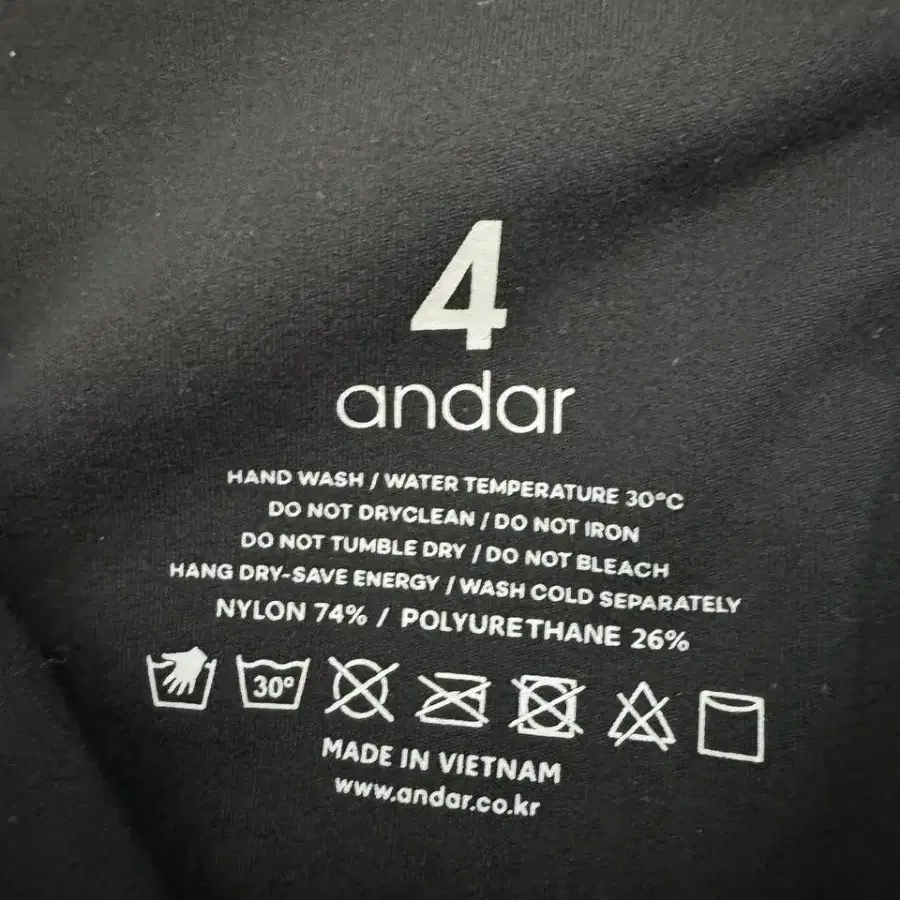 4
andar
HAND WASH / WATER TEMPERATURE 30°C
DO NOT DRYCLEAN / DO NOT IRON
DO NOT TUMBLE DRY / DO NOT BLEACH
HANG DRY-SAVE ENERGY / WASH COLD SEPARATELY
NYLON 74% / POLYURETHANE 26%
30°
MADE IN VIETNAM
www.andar.co.kr